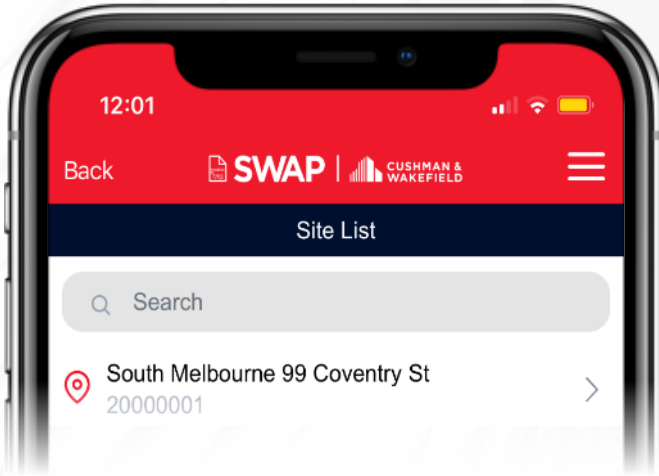 12:01
Back
SWAP | CUSHMAN & WAKEFIELD
Site List
Search
South Melbourne 99 Coventry St
20000001